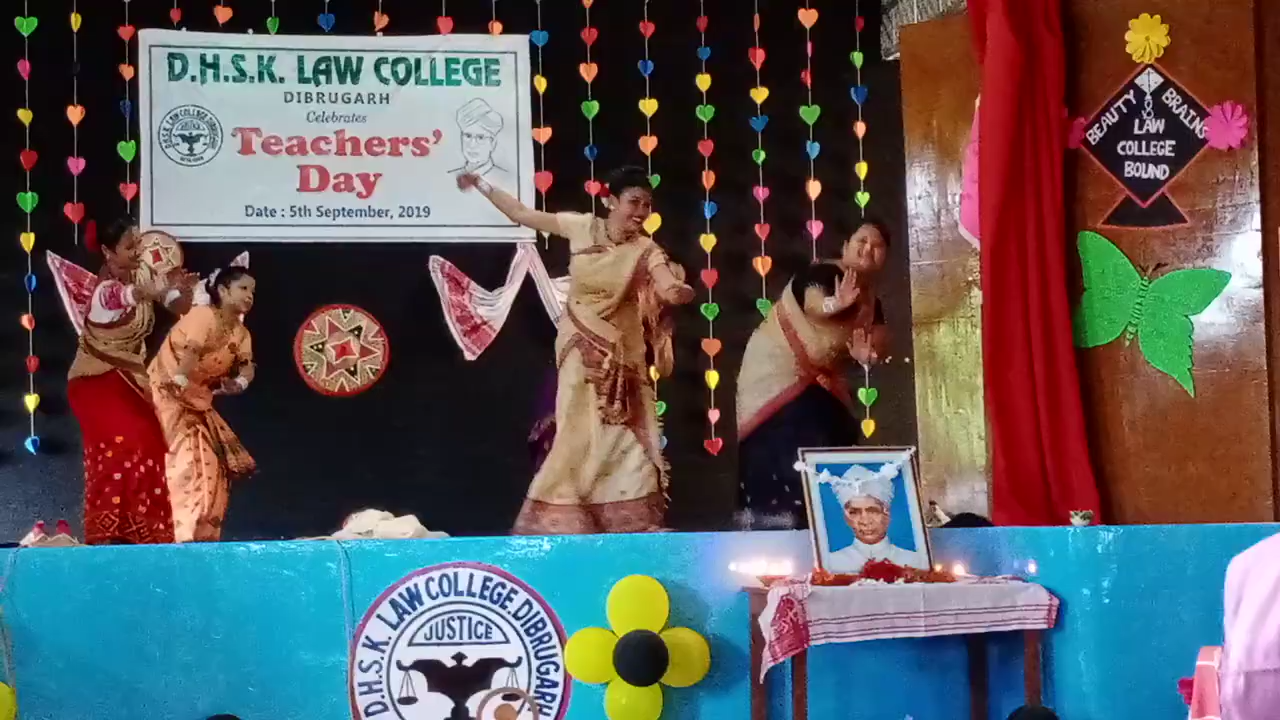 D.H.S.K. LAW COLLEGE
DIBRUGARH
Celebrates
Teachers'
Day
Date : 5th September, 2019
JUSTICE
BEAUTY BRAINS
LAW
COLLEGE
BOUND
D.H.S.K. LAW COLLEGE DIBRUGARH
JUSTICE